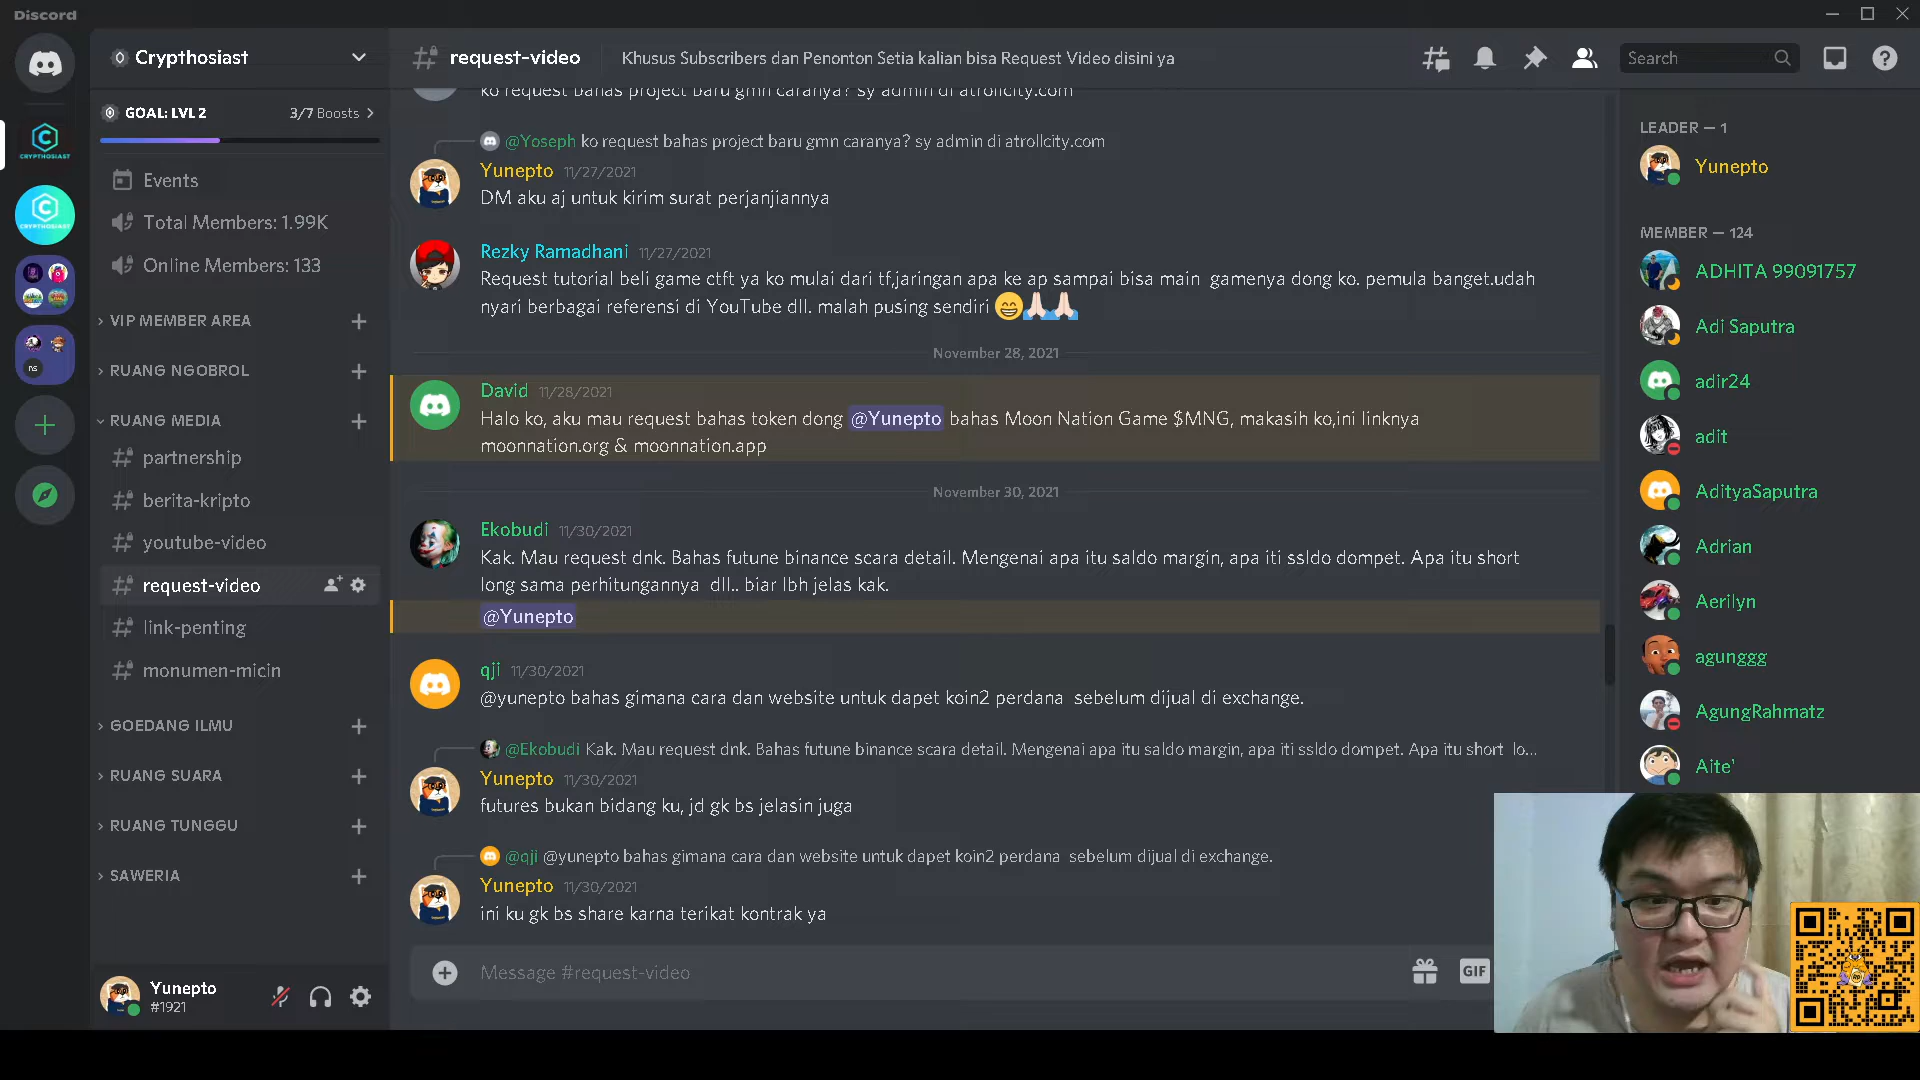 Discord
Crypthosiast
request-video
Khusus Subscribers dan Penonton Setia kalian bisa Request Video disini ya
Search
GOAL: LVL 2
3/7 Boosts
CRYPTHOSIAST
CRYPTHOSIAST
ns
Events
Total Members: 1.99K
Online Members: 133
VIP MEMBER AREA
RUANG NGOBROL
RUANG MEDIA
partnership
berita-kripto
youtube-video
request-video
link-penting
monumen-micin
GOEDANG ILMU
RUANG SUARA
RUANG TUNGGU
SAWERIA
Yunepto
#1921
ko request bahas project baru gmn caranya? sy admin di atrollcity.com
@Yoseph ko request bahas project baru gmn caranya? sy admin di atrollcity.com
Yunepto 11/27/2021
DM aku aj untuk kirim surat perjanjiannya
Rezky Ramadhani 11/27/2021
Request tutorial beli game ctft ya ko mulai dari tf,jaringan apa ke ap sampai bisa main gamenya dong ko. pemula banget.udah
nyari berbagai referensi di YouTube dll. malah pusing sendiri 😁🙏🏻🙏🏻
November 28, 2021
David 11/28/2021
Halo ko, aku mau request bahas token dong @Yunepto bahas Moon Nation Game $MNG, makasih ko,ini linknya
moonnation.org & moonnation.app
November 30, 2021
Ekobudi 11/30/2021
Kak. Mau request dnk. Bahas futune binance scara detail. Mengenai apa itu saldo margin, apa iti ssldo dompet. Apa itu short
long sama perhitungannya dll.. biar lbh jelas kak.
@Yunepto
qji 11/30/2021
@yunepto bahas gimana cara dan website untuk dapet koin2 perdana sebelum dijual di exchange.
@Ekobudi Kak. Mau request dnk. Bahas futune binance scara detail. Mengenai apa itu saldo margin, apa iti ssldo dompet. Apa itu short lo...
Yunepto 11/30/2021
futures bukan bidang ku, jd gk bs jelasin juga
@qji @yunepto bahas gimana cara dan website untuk dapet koin2 perdana sebelum dijual di exchange.
Yunepto 11/30/2021
ini ku gk bs share karna terikat kontrak ya
Message #request-video
GIF
LEADER — 1
Yunepto
MEMBER — 124
ADHITA 99091757
Adi Saputra
adir24
adit
AdityaSaputra
Adrian
Aerilyn
agunggg
AgungRahmatz
Aite'